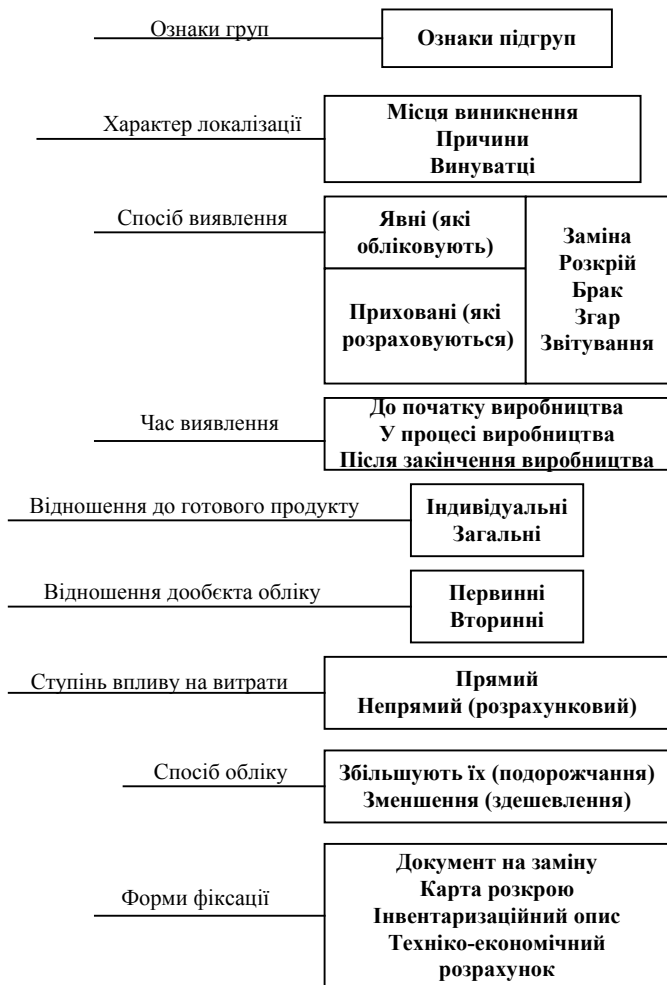 Ознаки груп
Ознаки підгруп
Характер локалізації
Місця виникнення
Причини
Винуватці
Спосіб виявлення
Явні (які
обліковують)
Приховані (які
розраховуються)
Заміна
Розкрій
Брак
Згар
Звітування
Час виявлення
До початку виробництва
У процесі виробництва
Після закінчення виробництва
Відношення до готового продукту
Індивідуальні
Загальні
Відношення дообєкта обліку
Первинні
Вторинні
Ступінь впливу на витрати
Прямий
Непрямий (розрахунковий)
Спосіб обліку
Збільшують їх (подорожчання)
Зменшення (здешевлення)
Форми фіксації
Документ на заміну
Карта розкрою
Інвентаризаційний опис
Техніко-економічний
розрахунок